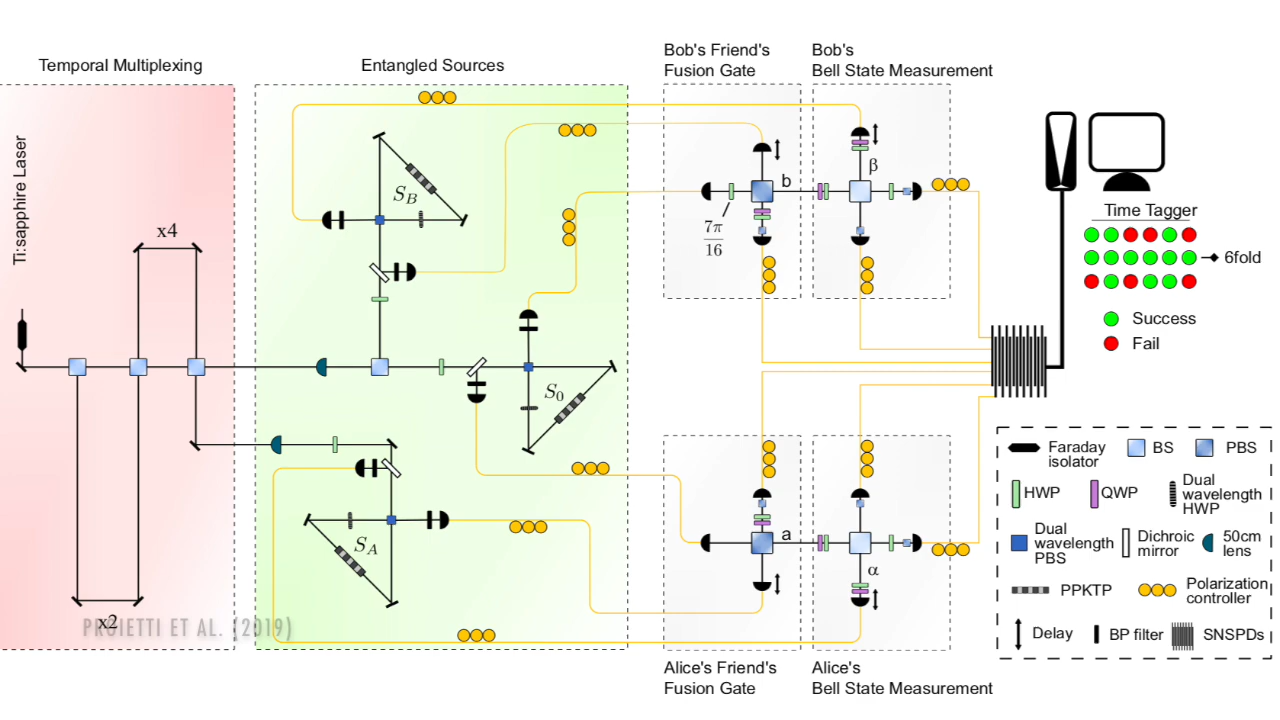 Temporal Multiplexing
Entangled Sources
Bob's Friend's
Fusion Gate
Bob's
Bell State Measurement
Ti:sapphire Laser
x4
x2
S_B
S_0
S_A
b
β
7π
16
a
α
Time Tagger
6fold
Success
Fail
Faraday
isolator
BS
PBS
HWP
QWP
Dual
wavelength
HWP
Dual
wavelength
PBS
Dichroic
mirror
50cm
lens
PPKTP
Polarization
controller
Delay
BP filter
SNSPDs
PROIETTI ET AL. (2019)
Alice's Friend's
Fusion Gate
Alice's
Bell State Measurement